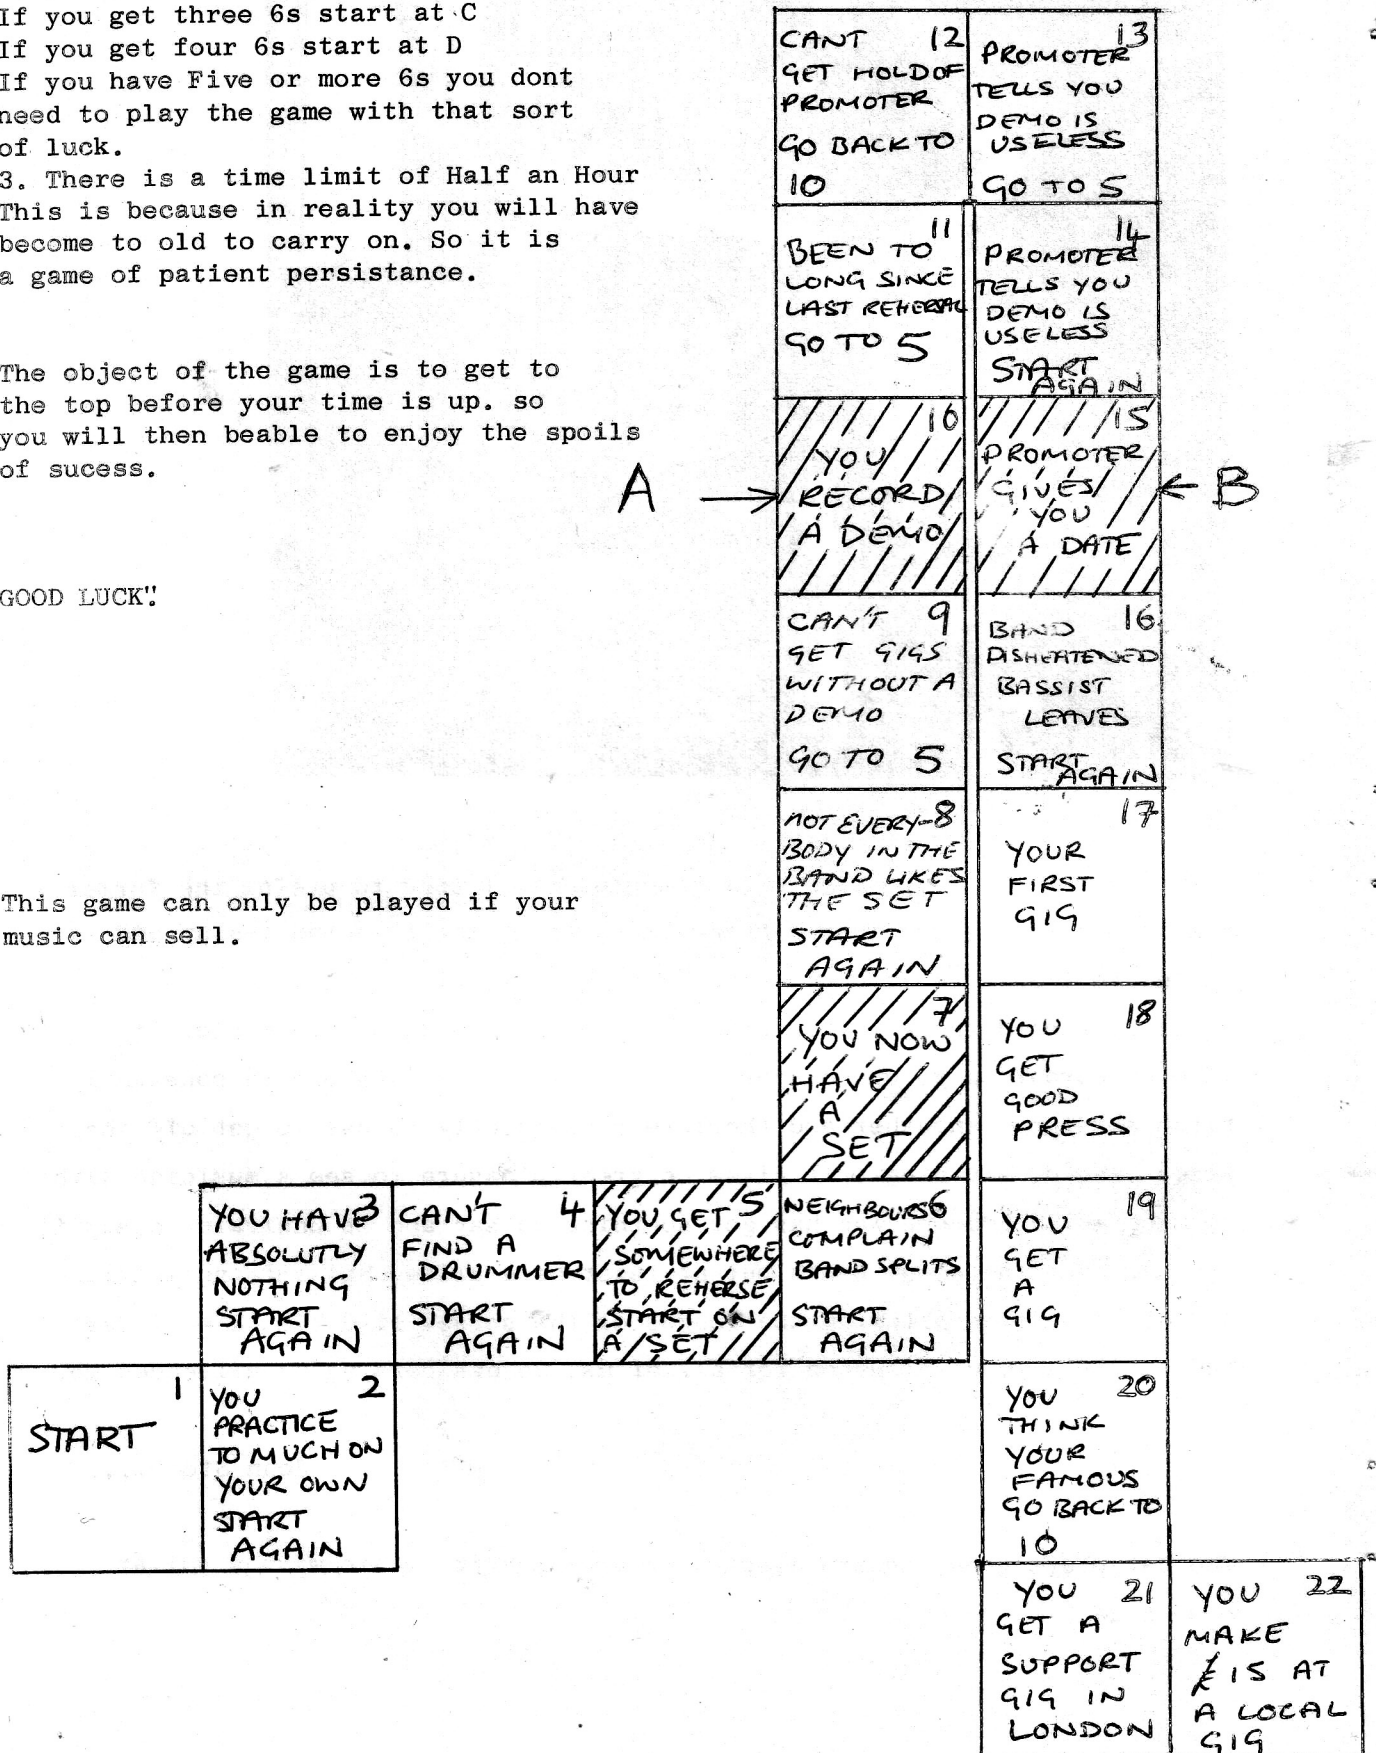 If you get three 6s start at C
If you get four 6s start at D
If you have Five or more 6s you dont
need to play the game with that sort
of luck.
3. There is a time limit of Half an Hour
This is because in reality you will have
become to old to carry on. So it is
a game of patient persistance.
The object of the game is to get to
the top before your time is up. so
you will then beable to enjoy the spoils
of sucess.
GOOD LUCK!!
This game can only be played if your
music can sell.
12
CANT
GET HOLD OF
PROMOTER
GO BACK TO
10
13
PROMOTER
TELLS YOU
DEMO IS
USELESS
GO TO 5
11
BEEN TO
LONG SINCE
LAST REHERSAL
GO TO 5
14
PROMOTER
TELLS YOU
DEMO IS
USELESS
START
AGAIN
A
10
YOU
RECORD
A DEMO
15
PROMOTER
GIVES
YOU
A DATE
B
9
CAN'T
GET GIGS
WITHOUT A
DEMO
GO TO 5
16
BAND
DISHEATENED
BASSIST
LEAVES
START
AGAIN
8
NOT EVERY-
BODY IN THE
BAND LIKES
THE SET
START
AGAIN
17
YOUR
FIRST
GIG
7
YOU NOW
HAVE
A
SET
18
YOU
GET
GOOD
PRESS
3
YOU HAVE
ABSOLUTLY
NOTHING
START
AGAIN
4
CAN'T
FIND A
DRUMMER
START
AGAIN
5
YOU GET
SOMEWHERE
TO REHERSE
START ON
A SET
6
NEIGHBOURS
COMPLAIN
BAND SPLITS
START
AGAIN
19
YOU
GET
A
GIG
1
START
2
YOU
PRACTICE
TO MUCH ON
YOUR OWN
START
AGAIN
20
YOU
THINK
YOUR
FAMOUS
GO BACK TO
10
21
YOU
GET A
SUPPORT
GIG IN
LONDON
22
YOU
MAKE
£15 AT
A LOCAL
GIG